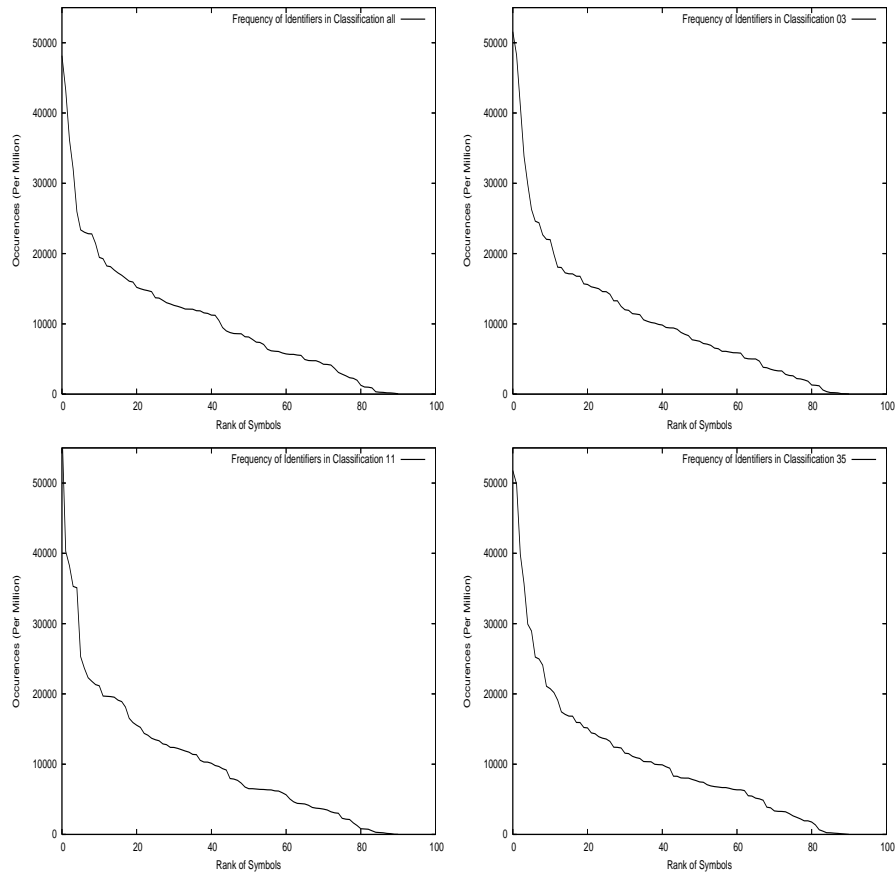 Frequency of Identifiers in Classification all
50000
40000
30000
20000
10000
0
Occurences (Per Million)
0 20 40 60 80 100
Rank of Symbols
Frequency of Identifiers in Classification 03
50000
40000
30000
20000
10000
0
Occurences (Per Million)
0 20 40 60 80 100
Rank of Symbols
Frequency of Identifiers in Classification 11
50000
40000
30000
20000
10000
0
Occurences (Per Million)
0 20 40 60 80 100
Rank of Symbols
Frequency of Identifiers in Classification 35
50000
40000
30000
20000
10000
0
Occurences (Per Million)
0 20 40 60 80 100
Rank of Symbols